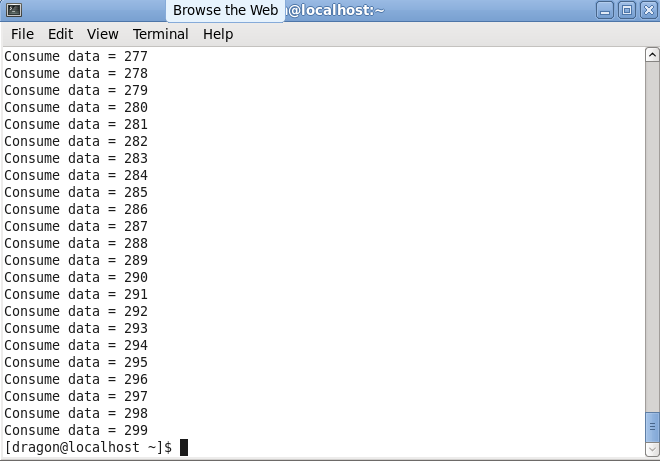 Browse the Web
@localhost:~
File Edit View Terminal Help
Consume data = 277
Consume data = 278
Consume data = 279
Consume data = 280
Consume data = 281
Consume data = 282
Consume data = 283
Consume data = 284
Consume data = 285
Consume data = 286
Consume data = 287
Consume data = 288
Consume data = 289
Consume data = 290
Consume data = 291
Consume data = 292
Consume data = 293
Consume data = 294
Consume data = 295
Consume data = 296
Consume data = 297
Consume data = 298
Consume data = 299
[dragon@localhost ~]$